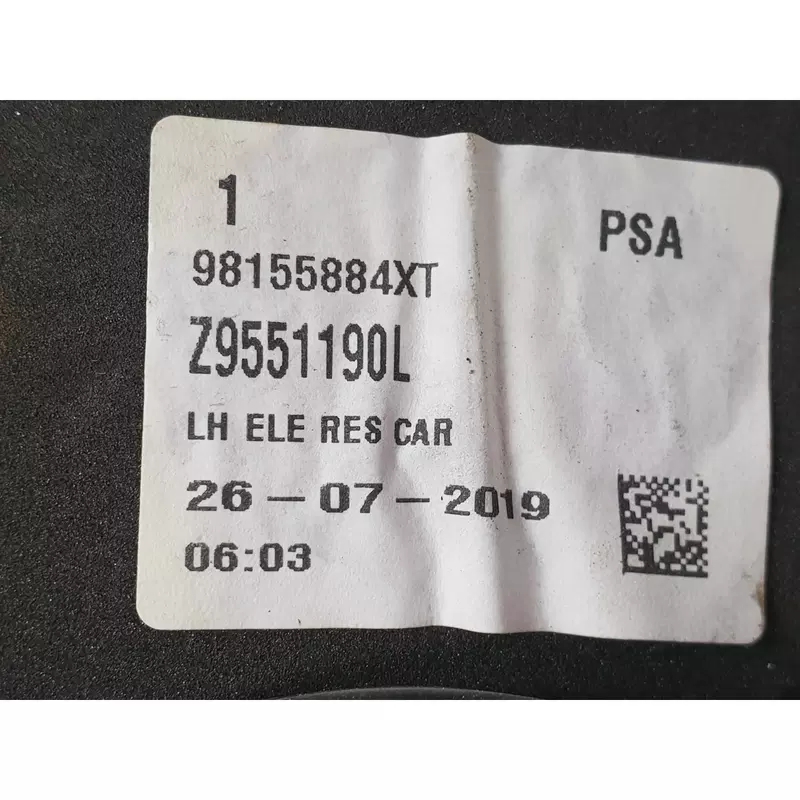 1
PSA
98155884XT
Z9551190L
LH ELE RES CAR
26-07-2019
06:03